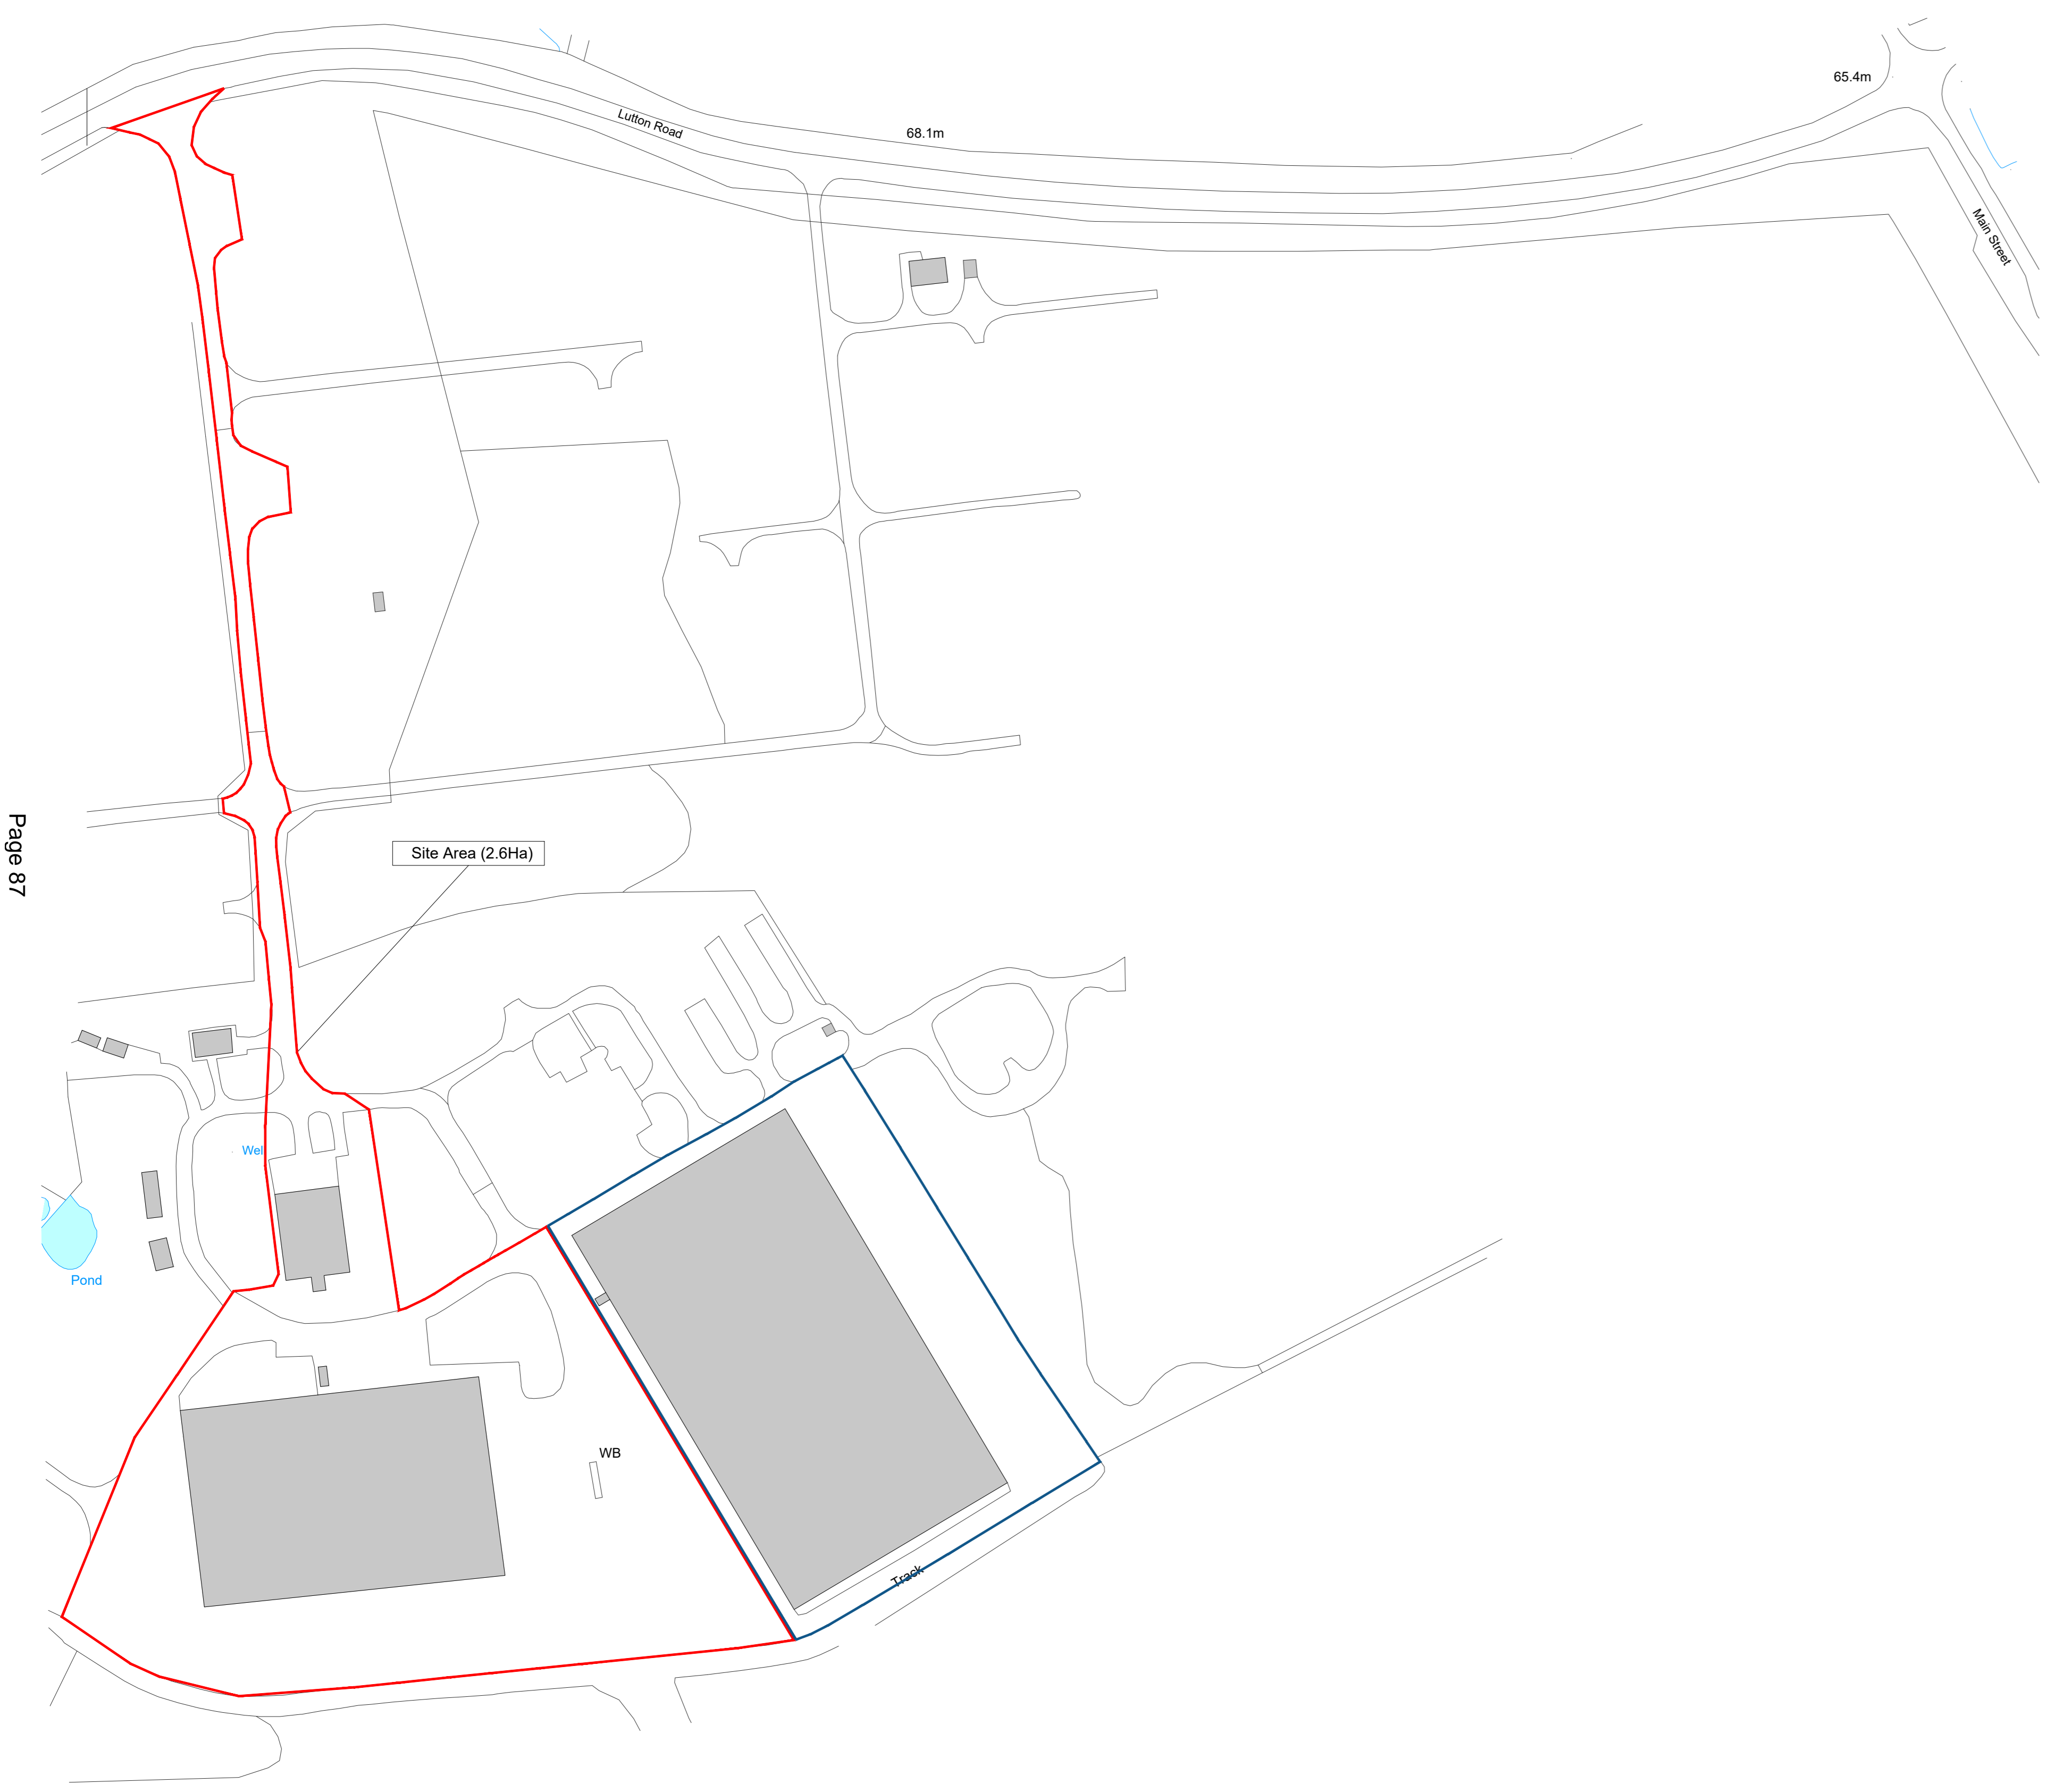 65.4m
Lutton Road
68.1m
Main Street
Page 87
Site Area (2.6Ha)
Wel
Pond
WB
Track